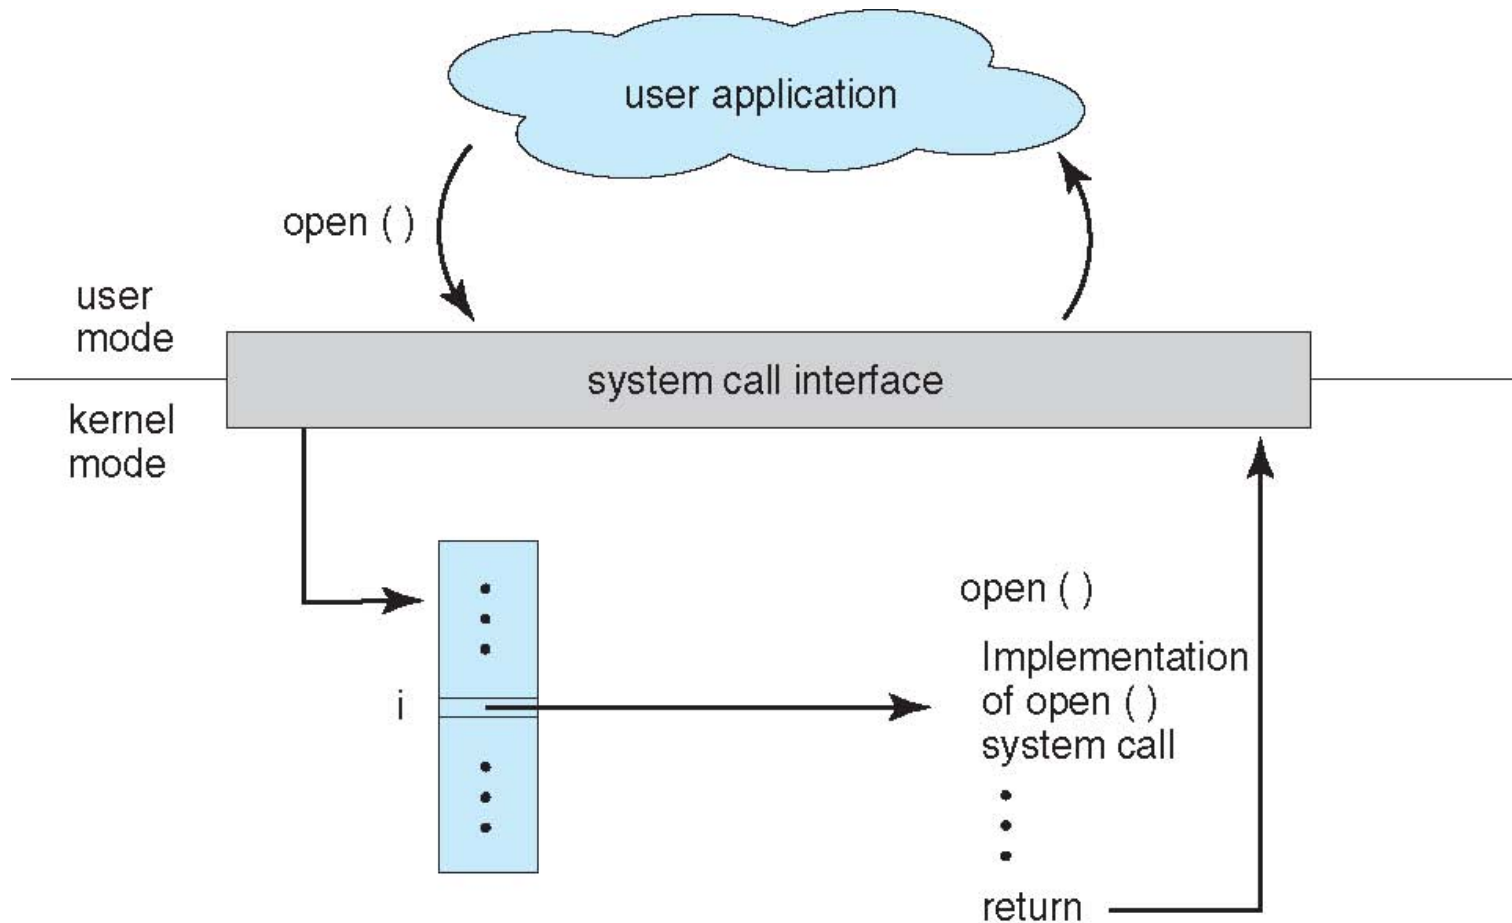 user application
open ( )
user
mode
system call interface
kernel
mode
open ( )
Implementation
of open ( )
system call
i
return